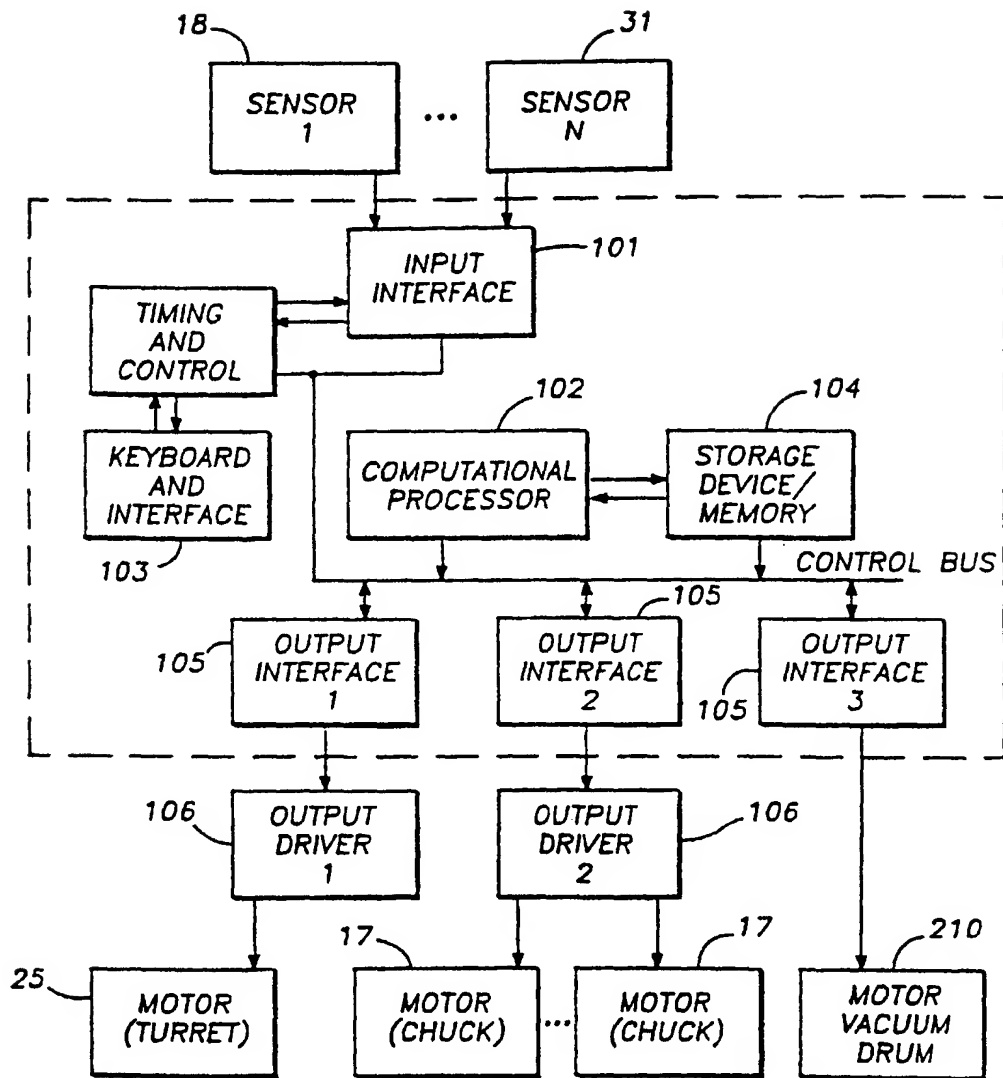 18
31
SENSOR
1
...
SENSOR
N
INPUT
INTERFACE
101
TIMING
AND
CONTROL
KEYBOARD
AND
INTERFACE
103
102
COMPUTATIONAL
PROCESSOR
104
STORAGE
DEVICE/
MEMORY
CONTROL BUS
105
OUTPUT
INTERFACE
1
105
OUTPUT
INTERFACE
2
105
OUTPUT
INTERFACE
3
106
OUTPUT
DRIVER
1
106
OUTPUT
DRIVER
2
25
MOTOR
(TURRET)
17
MOTOR
(CHUCK)
...
17
MOTOR
(CHUCK)
210
MOTOR
VACUUM
DRUM